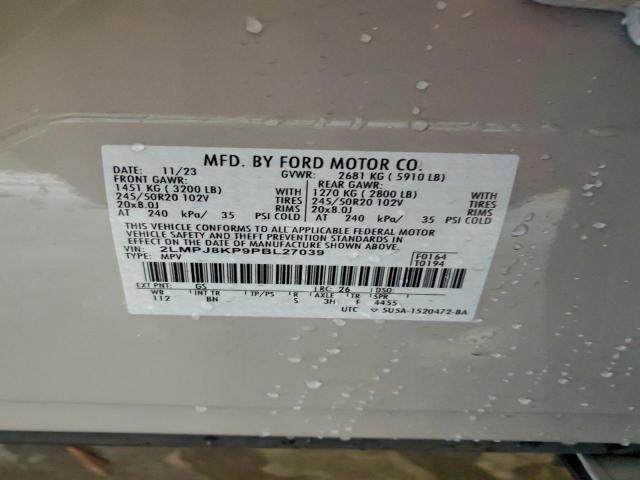 MFD. BY FORD MOTOR CO.
DATE: 11/23 GVWR: 2681 KG ( 5910 LB)
FRONT GAWR: REAR GAWR:
1451 KG ( 3200 LB) WITH 1270 KG ( 2800 LB) WITH
245/50R20 102V TIRES 245/50R20 102V TIRES
20x8.0J RIMS 20x8.0J RIMS
AT 240 kPa/ 35 PSI COLD AT 240 kPa/ 35 PSI COLD
THIS VEHICLE CONFORMS TO ALL APPLICABLE FEDERAL MOTOR
VEHICLE SAFETY AND THEFT PREVENTION STANDARDS IN
EFFECT ON THE DATE OF MANUFACTURE SHOWN ABOVE.
VIN: 2LMPJ8KP9PBL27039 F0164
TYPE: MPV T0194
EXT PNT: GS RC: 26 DSO:
WB INT TR TP/PS R AXLE TR SPR
112 BN S 3H F 4455
UTC 5U5A-1520472-BA